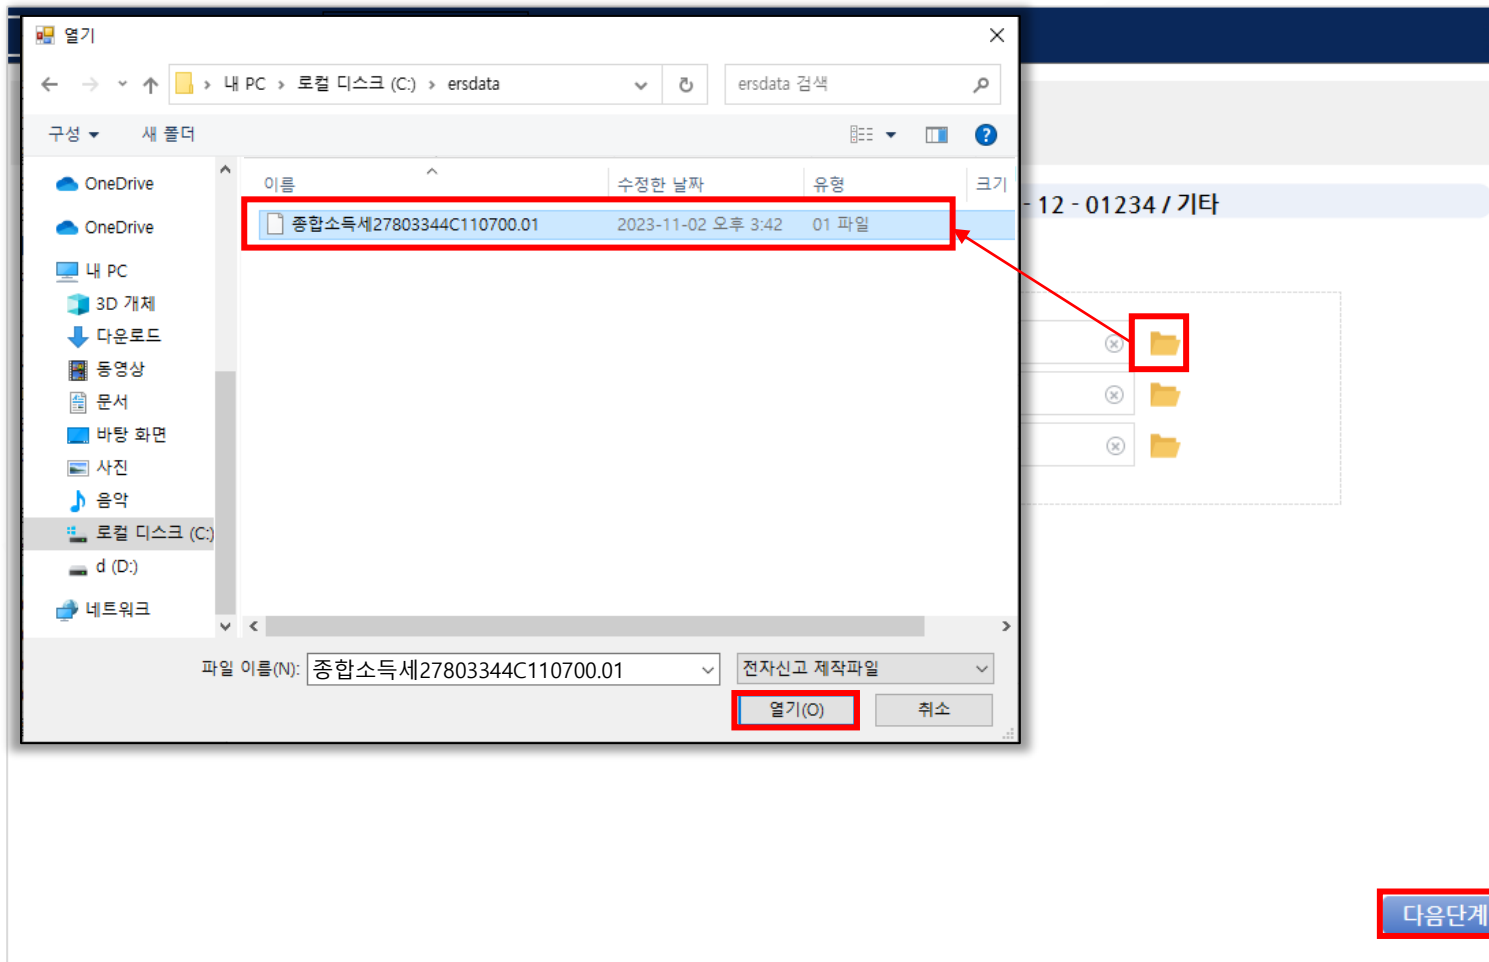 열기
내 PC › 로컬 디스크 (C:) › ersdata
ersdata 검색
구성
새 폴더
OneDrive
OneDrive
내 PC
3D 개체
다운로드
동영상
문서
바탕 화면
사진
음악
로컬 디스크 (C:)
d (D:)
네트워크
이름 수정한 날짜 유형 크기
종합소득세27803344C110700.01 2023-11-02 오후 3:42 01 파일
파일 이름(N): 종합소득세27803344C110700.01 전자신고 제작파일
열기(O) 취소
- 12 - 01234 / 기타
다음단계